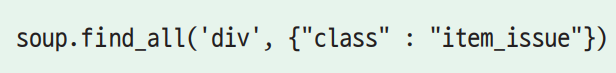 soup.find_all('div', {"class" : "item_issue"})